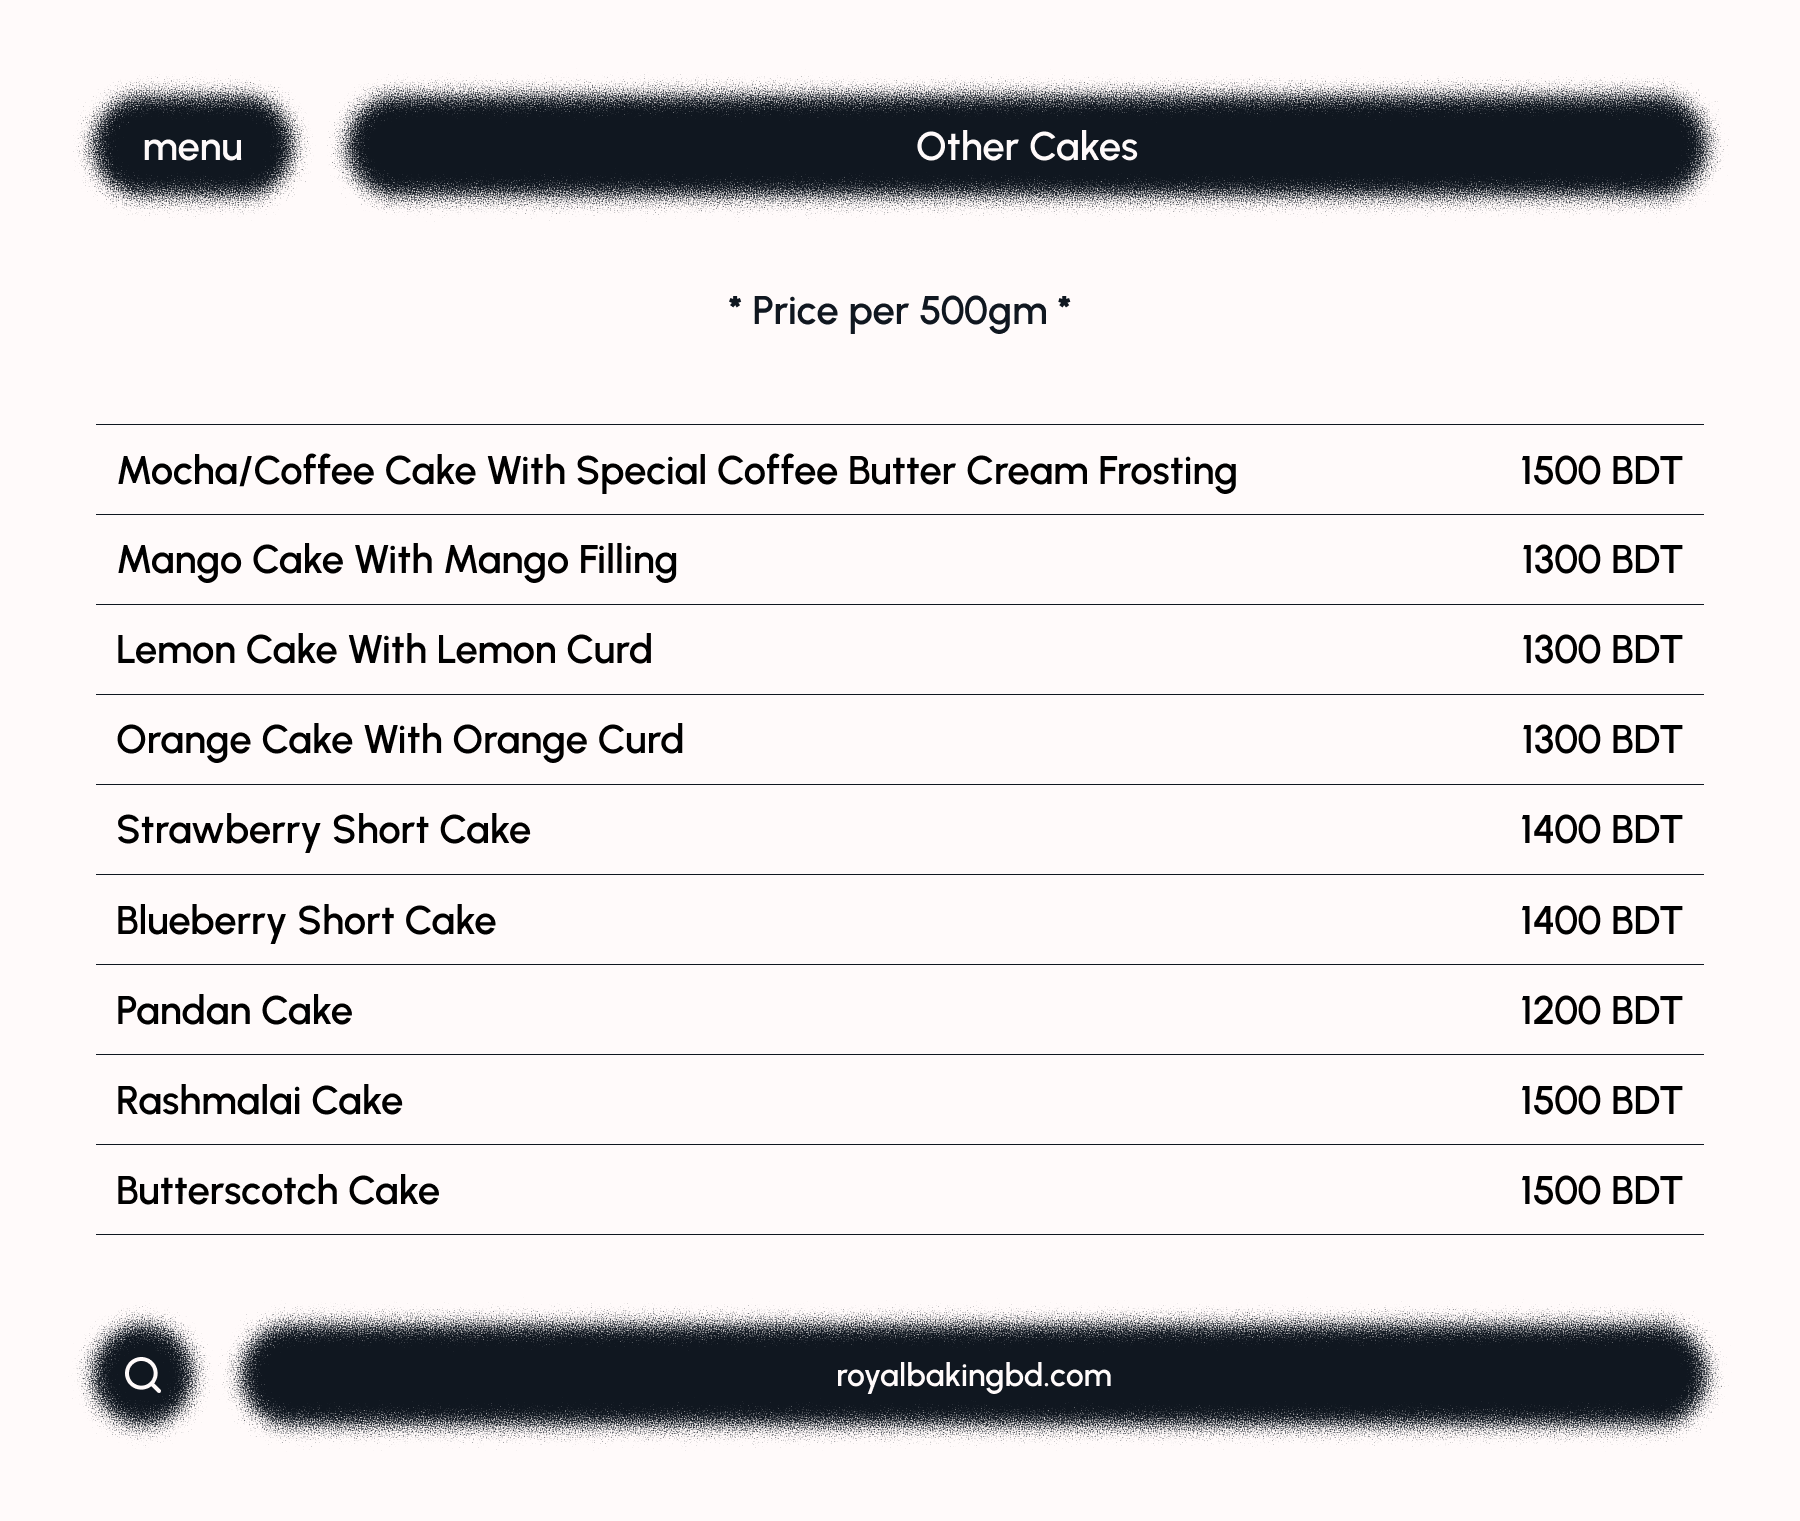 menu
Other Cakes
* Price per 500gm *
Mocha/Coffee Cake With Special Coffee Butter Cream Frosting 1500 BDT
Mango Cake With Mango Filling 1300 BDT
Lemon Cake With Lemon Curd 1300 BDT
Orange Cake With Orange Curd 1300 BDT
Strawberry Short Cake 1400 BDT
Blueberry Short Cake 1400 BDT
Pandan Cake 1200 BDT
Rashmalai Cake 1500 BDT
Butterscotch Cake 1500 BDT
royalbakingbd.com